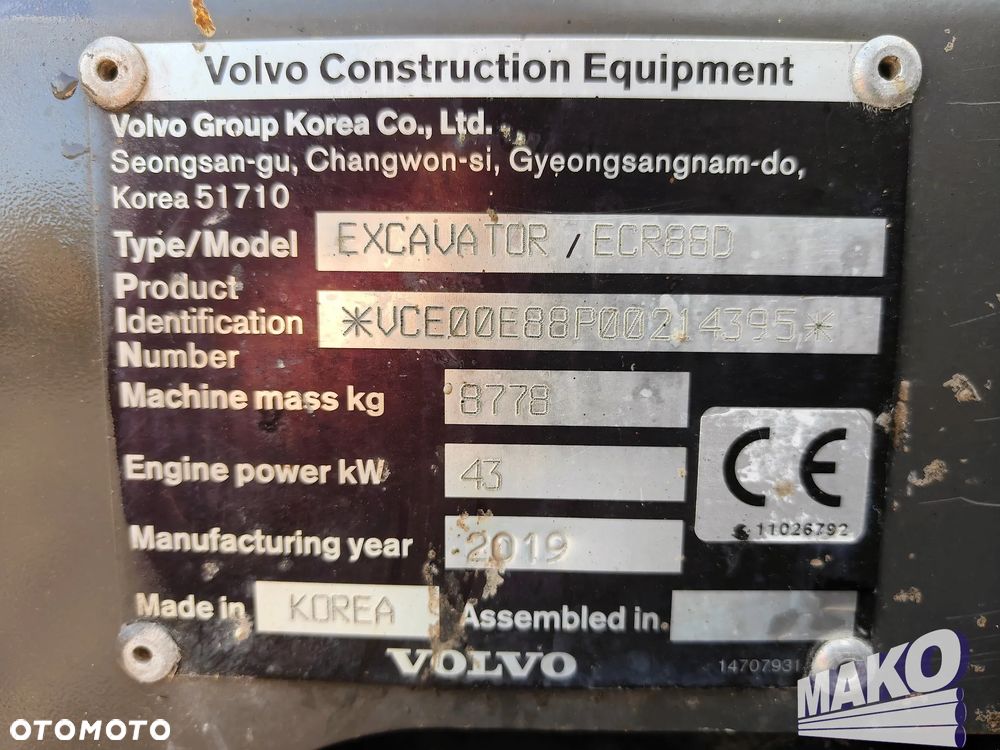 Volvo Construction Equipment
Volvo Group Korea Co., Ltd.
Seongsan-gu, Changwon-si, Gyeongsangnam-do,
Korea 51710
Type/Model EXCAVATOR / ECR88D
Product
Identification *VCE00E88P00214395*
Number
Machine mass kg 8778
Engine power kW 43
CE
11026792
Manufacturing year 2019
Made in KOREA Assembled in
VOLVO 14707931
MAKO
OTOMOTO